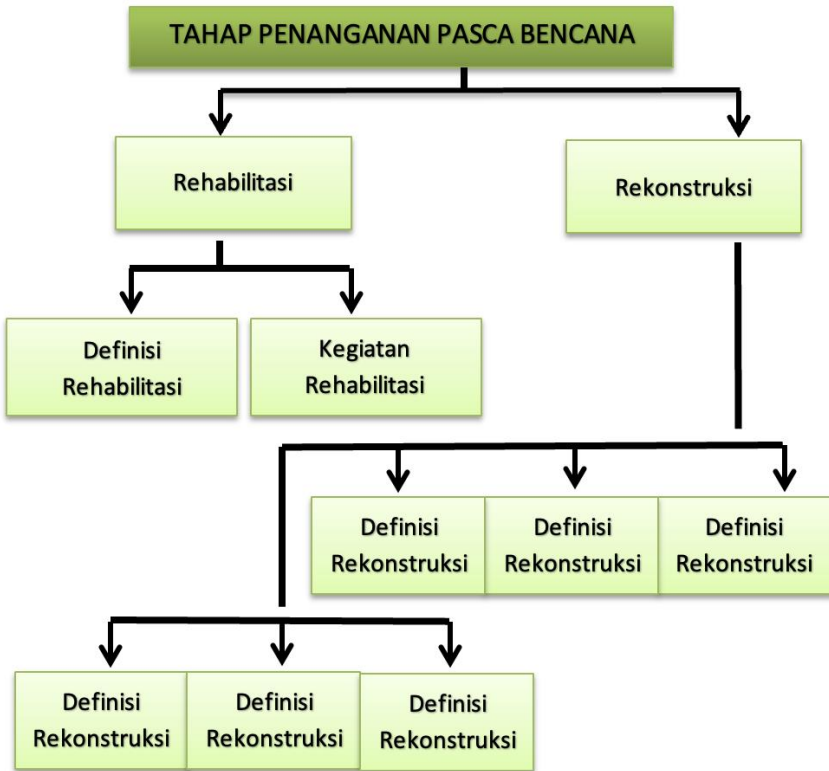 TAHAP PENANGANAN PASCA BENCANA
Rehabilitasi
Rekonstruksi
Definisi
Rehabilitasi
Kegiatan
Rehabilitasi
Definisi
Rekonstruksi
Definisi
Rekonstruksi
Definisi
Rekonstruksi
Definisi
Rekonstruksi
Definisi
Rekonstruksi
Definisi
Rekonstruksi